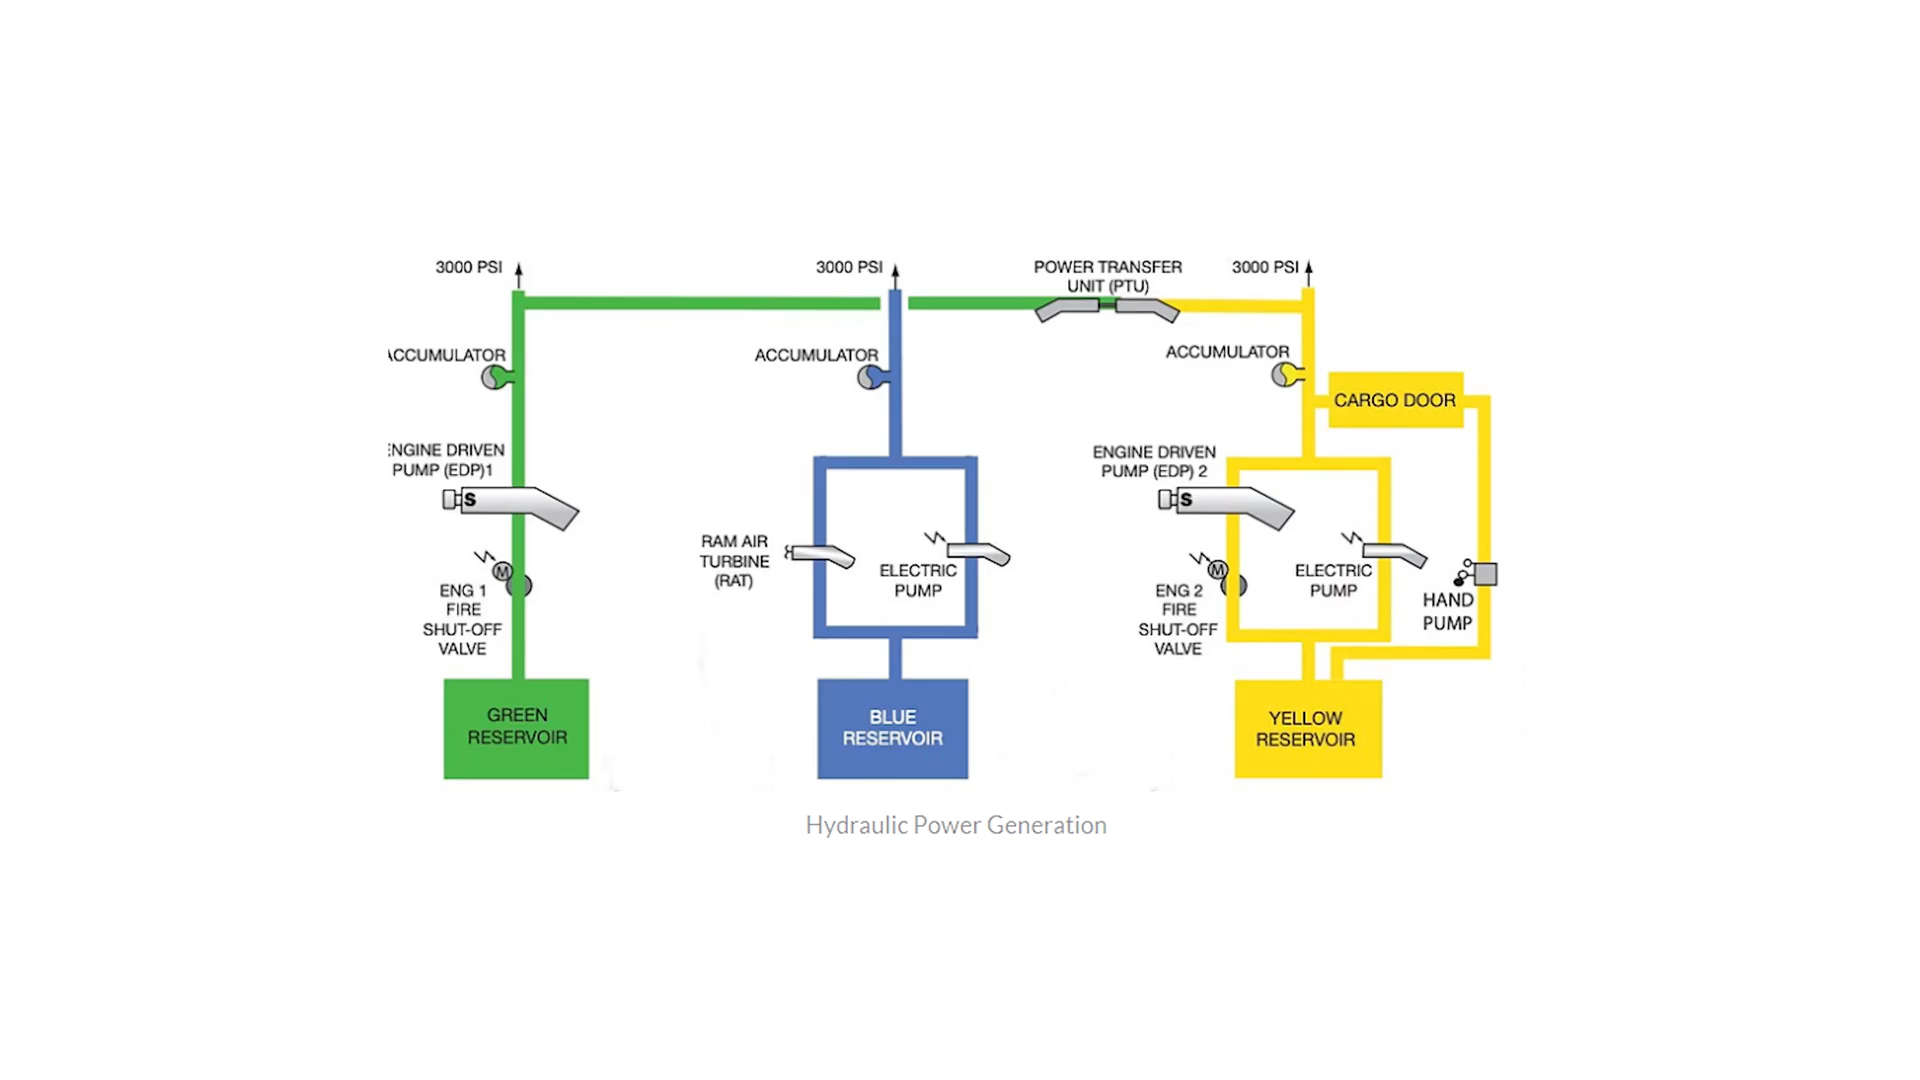 3000 PSI
3000 PSI
POWER TRANSFER
UNIT (PTU)
3000 PSI
ACCUMULATOR
ACCUMULATOR
ACCUMULATOR
CARGO DOOR
ENGINE DRIVEN
PUMP (EDP)1
S
ENGINE DRIVEN
PUMP (EDP) 2
S
RAM AIR
TURBINE
(RAT)
ELECTRIC
PUMP
ELECTRIC
PUMP
M
ENG 1
FIRE
SHUT-OFF
VALVE
M
ENG 2
FIRE
SHUT-OFF
VALVE
HAND
PUMP
GREEN
RESERVOIR
BLUE
RESERVOIR
YELLOW
RESERVOIR
Hydraulic Power Generation